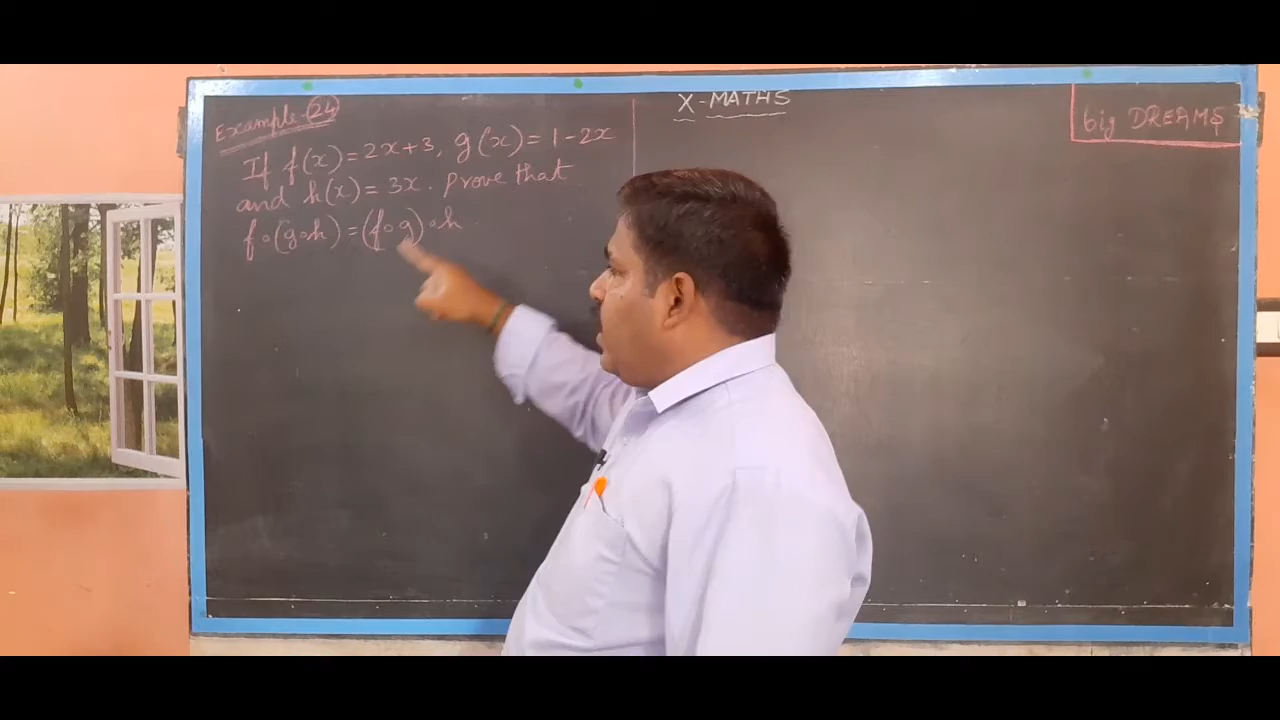 X-MATHS
big DREAMS
Example-24
If f(x)=2x+3, g(x)=1-2x
and h(x)=3x. prove that
f∘(g∘h)=(f∘g)∘h